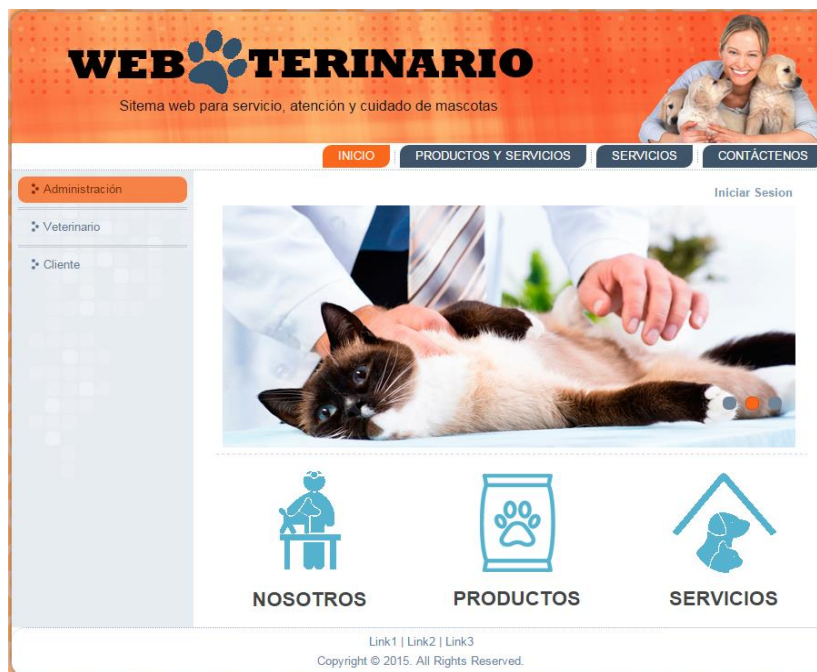 WEB TERINARIO
Sitema web para servicio, atención y cuidado de mascotas
INICIO PRODUCTOS Y SERVICIOS SERVICIOS CONTÁCTENOS
Administración
Iniciar Sesion
Veterinario
Cliente
NOSOTROS PRODUCTOS SERVICIOS
Link1 | Link2 | Link3
Copyright © 2015. All Rights Reserved.